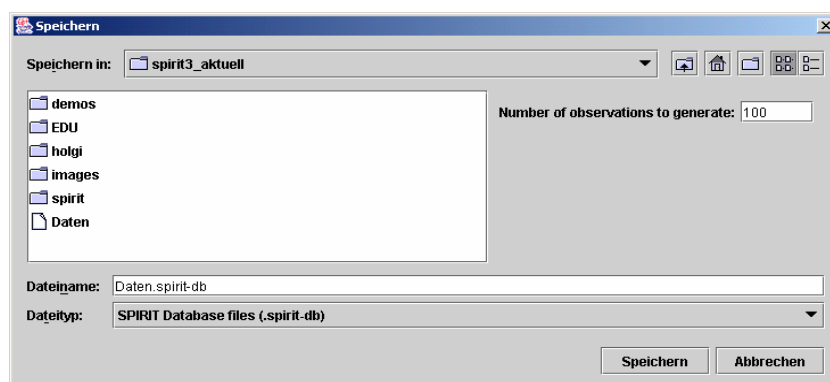 Speichern
Speichern in: spirit3_aktuell
demos
EDU
holgi
images
spirit
Daten
Number of observations to generate: 100
Dateiname: Daten.spirit-db
Dateityp: SPIRIT Database files (.spirit-db)
Speichern Abbrechen